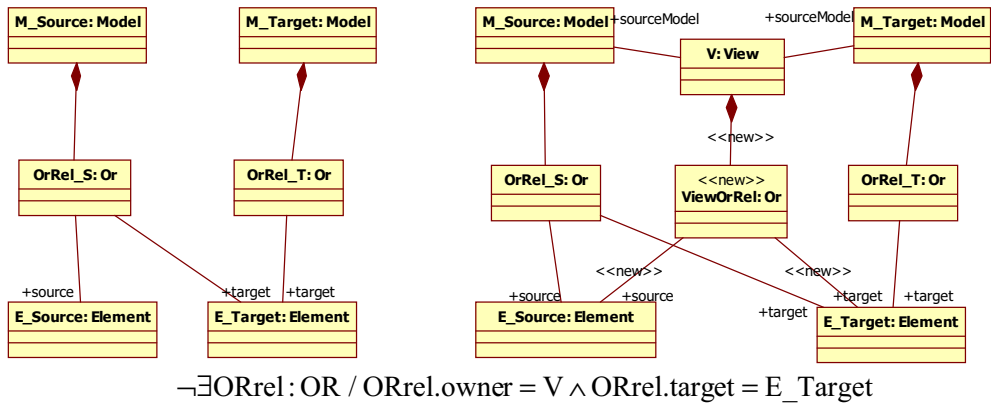 M_Source: Model
M_Target: Model
M_Source: Model
+sourceModel
+sourceModel
M_Target: Model
V: View
<<new>>
OrRel_S: Or
OrRel_T: Or
OrRel_S: Or
<<new>>
ViewOrRel: Or
OrRel_T: Or
<<new>>
<<new>>
+source
+target
+target
+source
+source
+target
+target
+target
E_Source: Element
E_Target: Element
E_Source: Element
E_Target: Element
¬∃ORrel: OR / ORrel.owner = V ∧ ORrel.target = E_Target